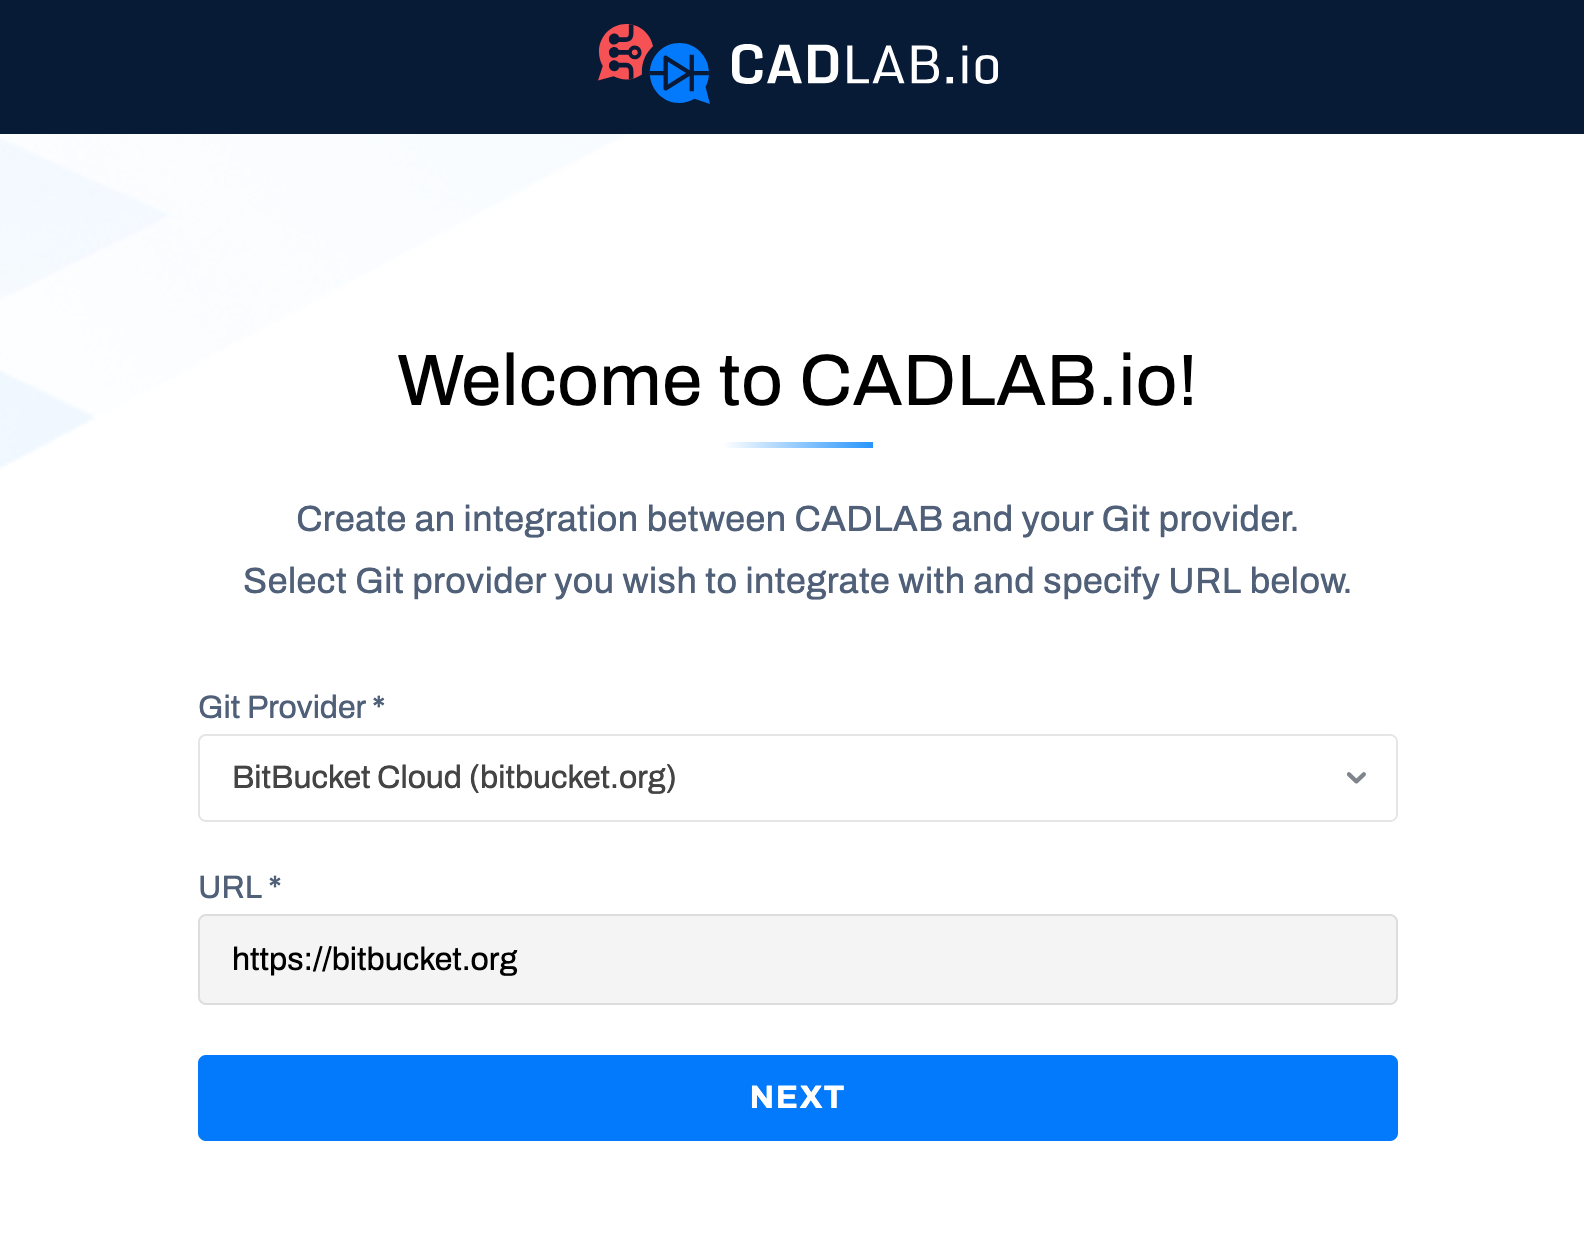 CADLAB.io
Welcome to CADLAB.io!
Create an integration between CADLAB and your Git provider.
Select Git provider you wish to integrate with and specify URL below.
Git Provider *
BitBucket Cloud (bitbucket.org)
URL *
https://bitbucket.org
NEXT